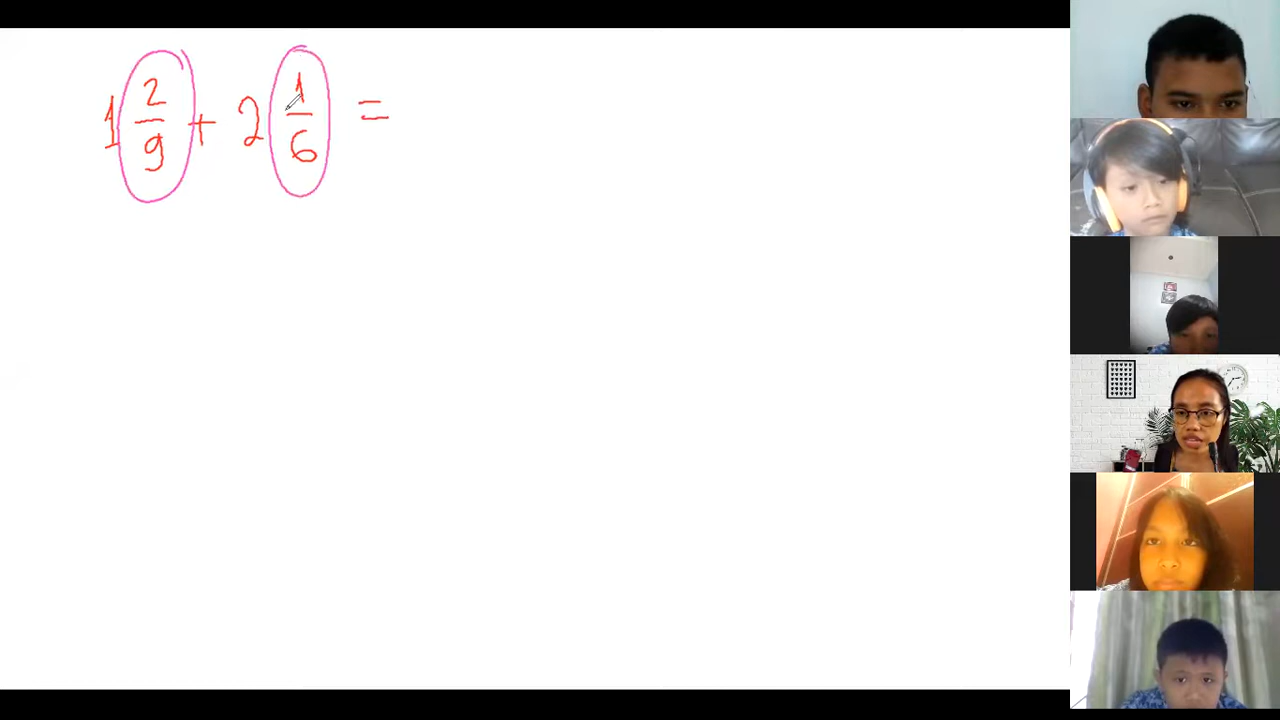 1 2/9 + 2 1/6 =